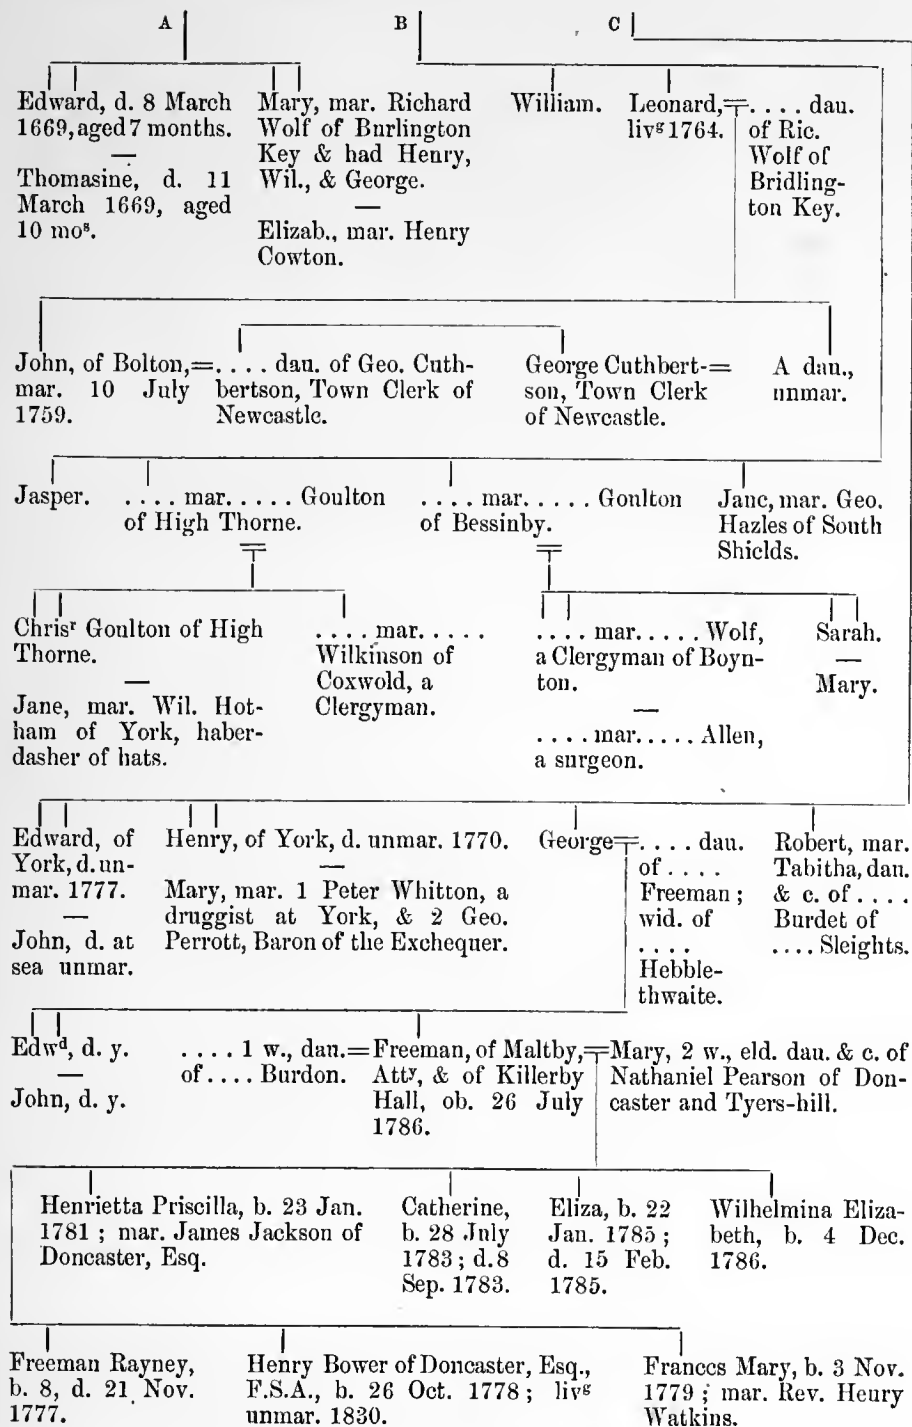 A
B
C
Edward, d. 8 March
1669, aged 7 months.
—
Thomasine, d. 11
March 1669, aged
10 moˢ.
Mary, mar. Richard
Wolf of Burlington
Key & had Henry,
Wil., & George.
—
Elizab., mar. Henry
Cowton.
William.
Leonard,
livᵍ 1764.
. . . . dau.
of Ric.
Wolf of
Bridling-
ton Key.
John, of Bolton,=
mar. 10 July
1759.
. . . . dau. of Geo. Cuth-
bertson, Town Clerk of
Newcastle.
George Cuthbert-=
son, Town Clerk
of Newcastle.
A dau.,
unmar.
Jasper.
. . . . mar. . . . . Goulton
of High Thorne.
. . . . mar. . . . . Goulton
of Bessinby.
Jane, mar. Geo.
Hazles of South
Shields.
Chrisʳ Goulton of High
Thorne.
—
Jane, mar. Wil. Hot-
ham of York, haber-
dasher of hats.
. . . . mar. . . . .
Wilkinson of
Coxwold, a
Clergyman.
. . . . mar. . . . . Wolf,
a Clergyman of Boyn-
ton.
—
. . . . mar. . . . . Allen,
a surgeon.
Sarah.
—
Mary.
Edward, of
York, d. un-
mar. 1777.
—
John, d. at
sea unmar.
Henry, of York, d. unmar. 1770.
—
Mary, mar. 1 Peter Whitton, a
druggist at York, & 2 Geo.
Perrott, Baron of the Exchequer.
George
. . . . dau.
of . . . .
Freeman ;
wid. of
. . . .
Hebble-
thwaite.
Robert, mar.
Tabitha, dau.
& c. of . . . .
Burdet of
. . . . Sleights.
Edwᵈ, d. y.
—
John, d. y.
. . . . 1 w., dau.=
of . . . . Burdon.
Freeman, of Maltby,
Attʸ, & of Killerby
Hall, ob. 26 July
1786.
Mary, 2 w., eld. dau. & c. of
Nathaniel Pearson of Don-
caster and Tyers-hill.
Henrietta Priscilla, b. 23 Jan.
1781 ; mar. James Jackson of
Doncaster, Esq.
Catherine,
b. 28 July
1783 ; d. 8
Sep. 1783.
Eliza, b. 22
Jan. 1785 ;
d. 15 Feb.
1785.
Wilhelmina Eliza-
beth, b. 4 Dec.
1786.
Freeman Rayney,
b. 8, d. 21 Nov.
1777.
Henry Bower of Doncaster, Esq.,
F.S.A., b. 26 Oct. 1778 ; livᵍ
unmar. 1830.
Frances Mary, b. 3 Nov.
1779 ; mar. Rev. Henry
Watkins.